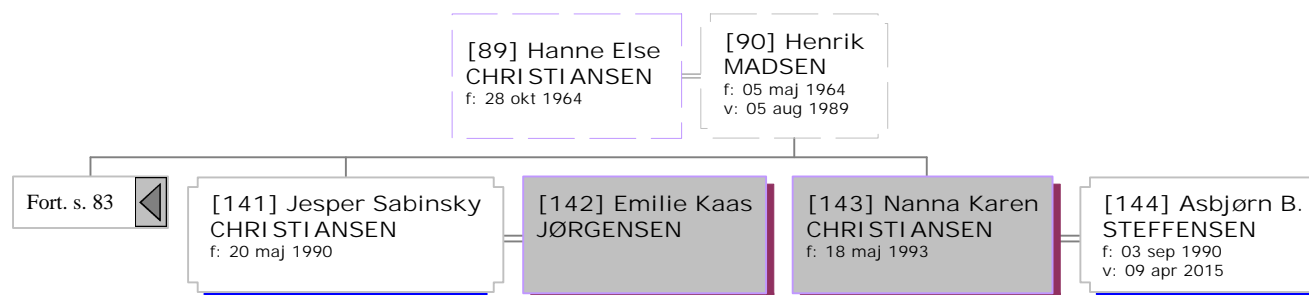 [89] Hanne Else
CHRISTIANSEN
f: 28 okt 1964
[90] Henrik
MADSEN
f: 05 maj 1964
v: 05 aug 1989
Fort. s. 83
[141] Jesper Sabinsky
CHRISTIANSEN
f: 20 maj 1990
[142] Emilie Kaas
JØRGENSEN
[143] Nanna Karen
CHRISTIANSEN
f: 18 maj 1993
[144] Asbjørn B.
STEFFENSEN
f: 03 sep 1990
v: 09 apr 2015